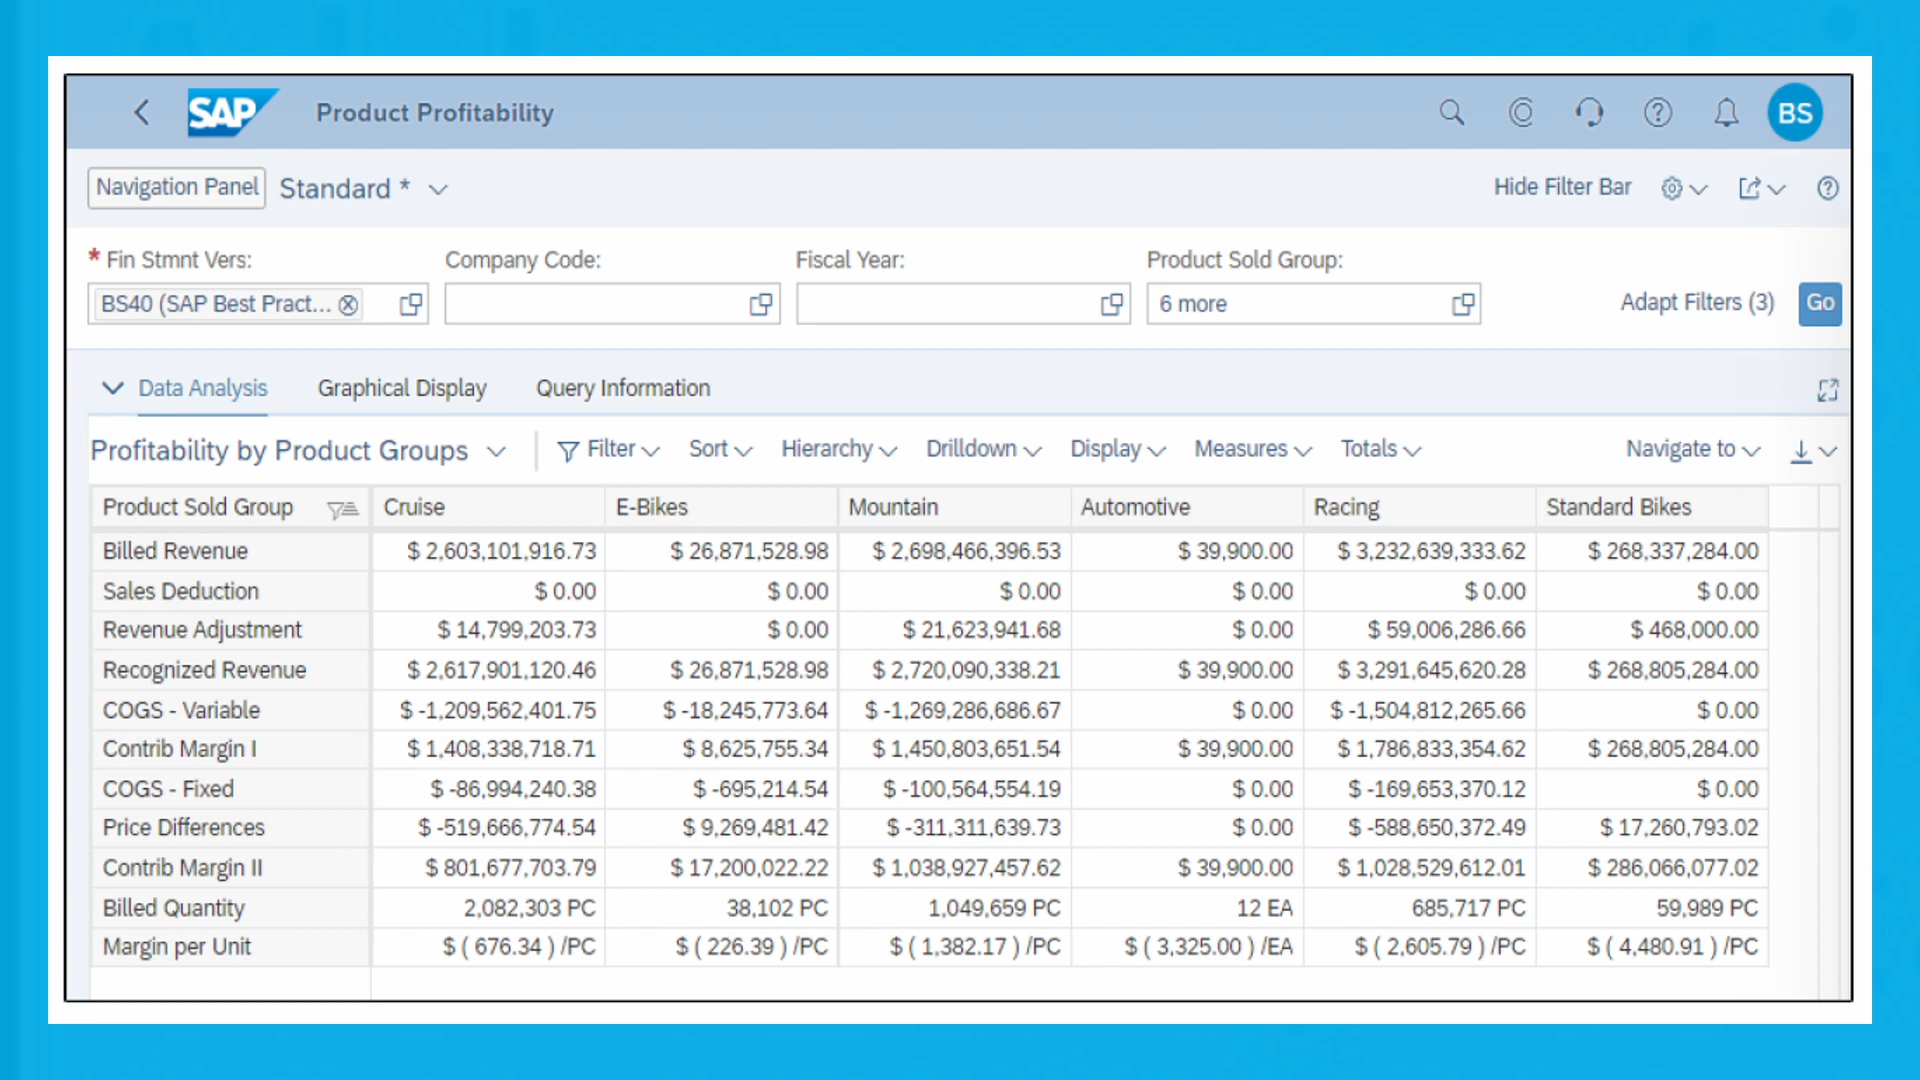 SAP Product Profitability BS
Navigation Panel Standard * Hide Filter Bar
* Fin Stmnt Vers: Company Code: Fiscal Year: Product Sold Group:
BS40 (SAP Best Pract... 6 more Adapt Filters (3) Go
Data Analysis Graphical Display Query Information
Profitability by Product Groups Filter Sort Hierarchy Drilldown Display Measures Totals Navigate to
Product Sold Group Cruise E-Bikes Mountain Automotive Racing Standard Bikes
Billed Revenue $ 2,603,101,916.73 $ 26,871,528.98 $ 2,698,466,396.53 $ 39,900.00 $ 3,232,639,333.62 $ 268,337,284.00
Sales Deduction $ 0.00 $ 0.00 $ 0.00 $ 0.00 $ 0.00 $ 0.00
Revenue Adjustment $ 14,799,203.73 $ 0.00 $ 21,623,941.68 $ 0.00 $ 59,006,286.66 $ 468,000.00
Recognized Revenue $ 2,617,901,120.46 $ 26,871,528.98 $ 2,720,090,338.21 $ 39,900.00 $ 3,291,645,620.28 $ 268,805,284.00
COGS - Variable $ -1,209,562,401.75 $ -18,245,773.64 $ -1,269,286,686.67 $ 0.00 $ -1,504,812,265.66 $ 0.00
Contrib Margin I $ 1,408,338,718.71 $ 8,625,755.34 $ 1,450,803,651.54 $ 39,900.00 $ 1,786,833,354.62 $ 268,805,284.00
COGS - Fixed $ -86,994,240.38 $ -695,214.54 $ -100,564,554.19 $ 0.00 $ -169,653,370.12 $ 0.00
Price Differences $ -519,666,774.54 $ 9,269,481.42 $ -311,311,639.73 $ 0.00 $ -588,650,372.49 $ 17,260,793.02
Contrib Margin II $ 801,677,703.79 $ 17,200,022.22 $ 1,038,927,457.62 $ 39,900.00 $ 1,028,529,612.01 $ 286,066,077.02
Billed Quantity 2,082,303 PC 38,102 PC 1,049,659 PC 12 EA 685,717 PC 59,989 PC
Margin per Unit $ ( 676.34 ) /PC $ ( 226.39 ) /PC $ ( 1,382.17 ) /PC $ ( 3,325.00 ) /EA $ ( 2,605.79 ) /PC $ ( 4,480.91 ) /PC